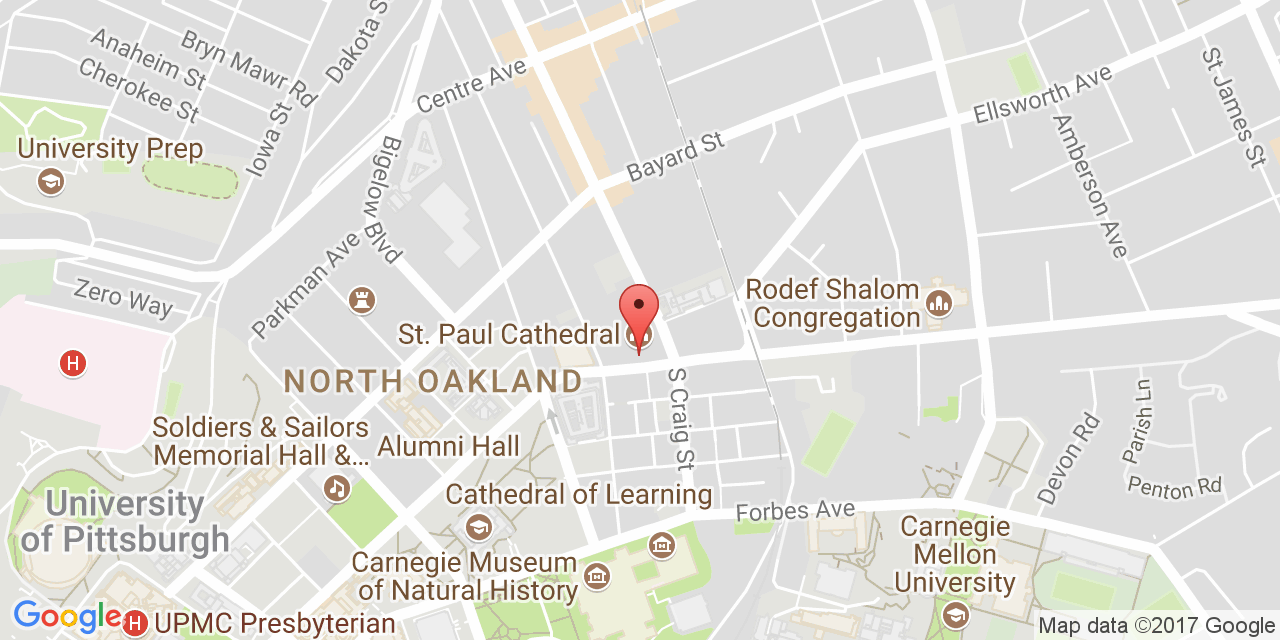 Dakota S
Bryn Mawr Rd
Anaheim St
Cherokee St
Iowa St
Centre Ave
Ellsworth Ave
St James St
Amberson Ave
University Prep
Bigelow Blvd
Bayard St
Parkman Ave
Zero Way
Rodef Shalom
Congregation
St. Paul Cathedral
H
NORTH OAKLAND
S Craig St
Soldiers & Sailors
Memorial Hall &...
Alumni Hall
Devon Rd
Parish Ln
Penton Rd
University
of Pittsburgh
Cathedral of Learning
Forbes Ave
Carnegie
Mellon
University
Carnegie Museum
of Natural History
Google
H UPMC Presbyterian
Map data ©2017 Google